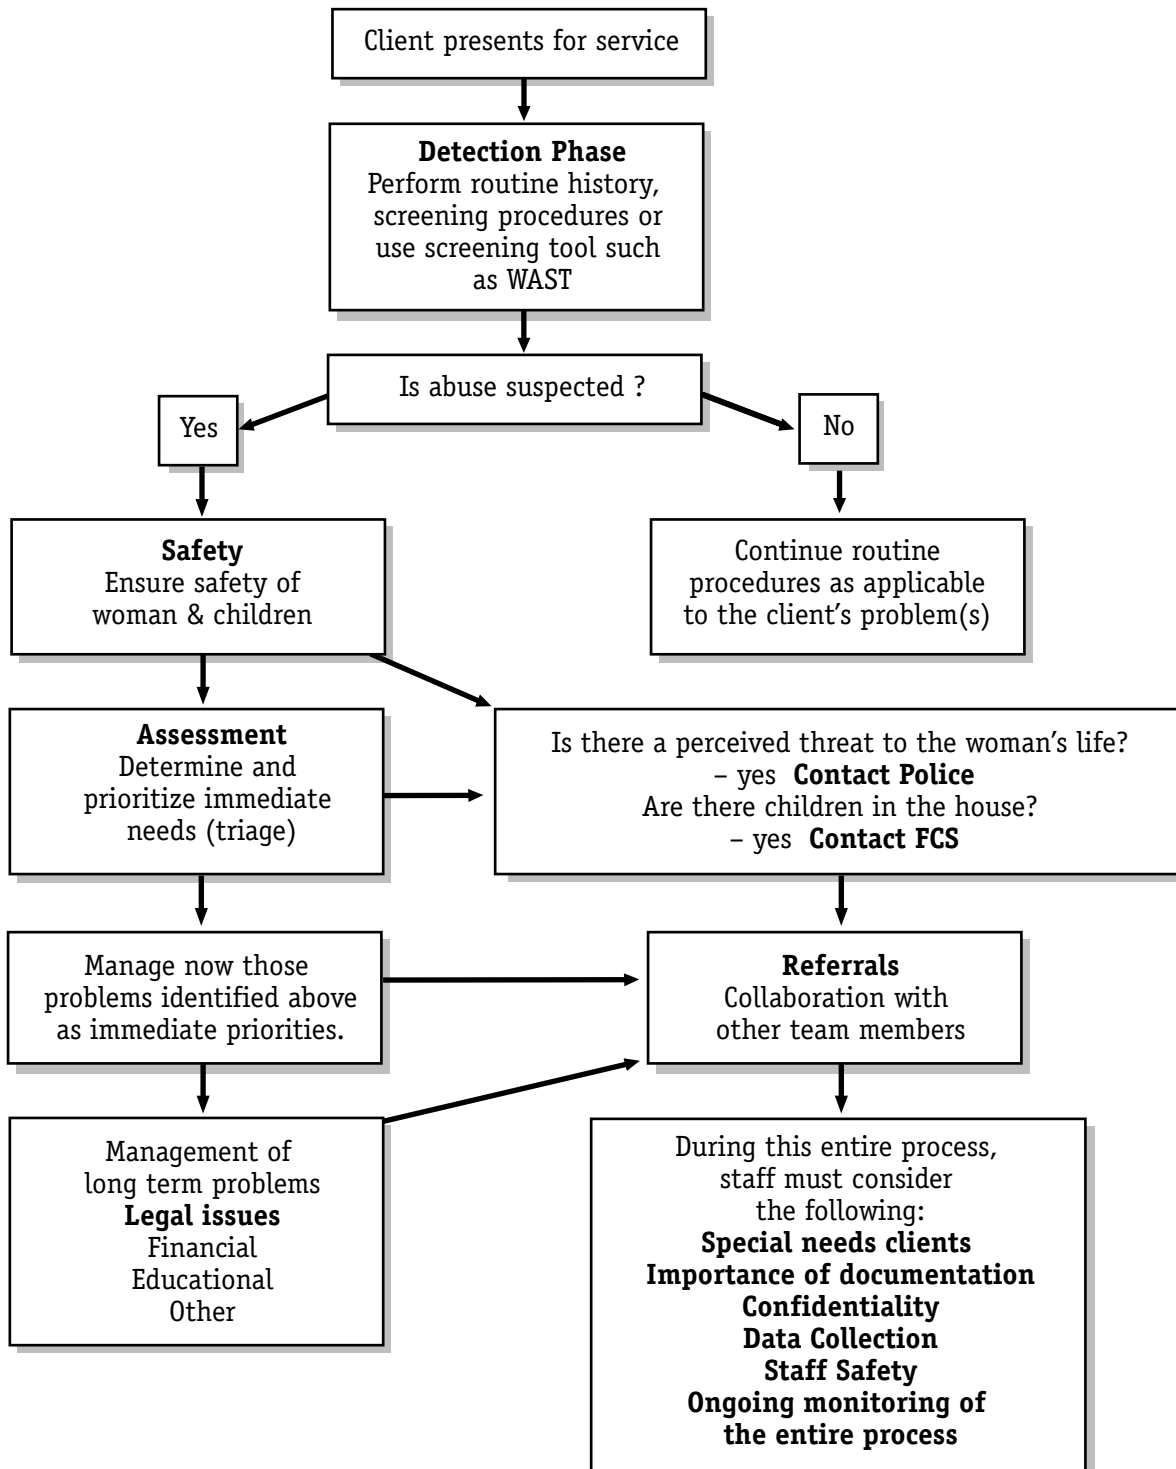 Client presents for service
Detection Phase
Perform routine history,
screening procedures or
use screening tool such
as WAST
Is abuse suspected ?
Yes
No
Safety
Ensure safety of
woman & children
Continue routine
procedures as applicable
to the client’s problem(s)
Assessment
Determine and
prioritize immediate
needs (triage)
Is there a perceived threat to the woman’s life?
– yes Contact Police
Are there children in the house?
– yes Contact FCS
Manage now those
problems identified above
as immediate priorities.
Referrals
Collaboration with
other team members
Management of
long term problems
Legal issues
Financial
Educational
Other
During this entire process,
staff must consider
the following:
Special needs clients
Importance of documentation
Confidentiality
Data Collection
Staff Safety
Ongoing monitoring of
the entire process